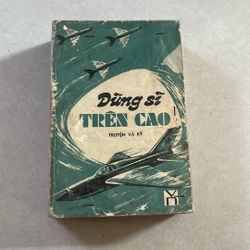 Dũng sĩ
TRÊN CAO
TRUYỆN VÀ KÝ